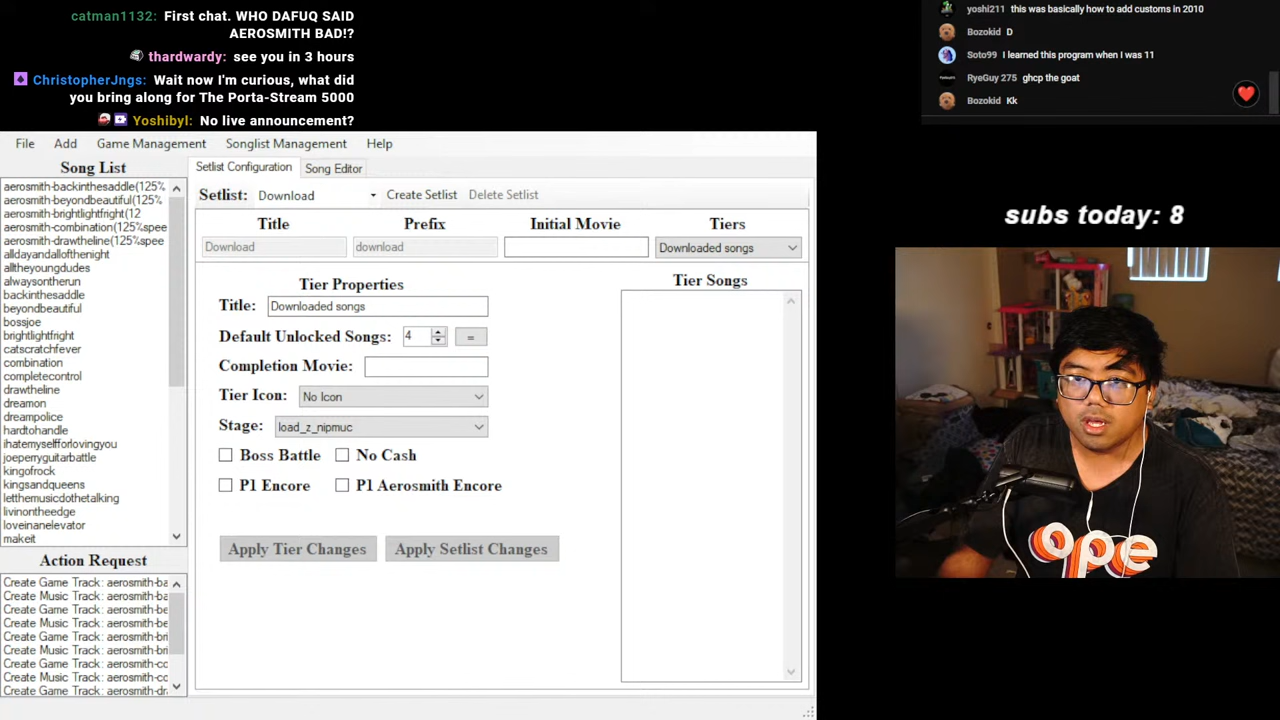 catman1132: First chat. WHO DAFUQ SAID
AEROSMITH BAD!?
thardwardy: see you in 3 hours
ChristopherJngs: Wait now I'm curious, what did
you bring along for The Porta-Stream 5000
Yoshibyl: No live announcement?
yoshi211 this was basically how to add customs in 2010
Bozokid D
Soto99 I learned this program when I was 11
RyeGuy 275 ghcp the goat
Bozokid Kk
File Add Game Management Songlist Management Help
Song List
aerosmith-backinthesaddle(125%
aerosmith-beyondbeautiful(125%
aerosmith-brightlightfright(12
aerosmith-combination(125%spee
aerosmith-drawtheline(125%spee
alldayandallofthenight
alltheyoungdudes
alwaysontherun
backinthesaddle
beyondbeautiful
bossjoe
brightlightfright
catscratchfever
combination
completecontrol
drawtheline
dreamon
dreampolice
hardtohandle
ihatemyselfforlovingyou
joeperryguitarbattle
kingofrock
kingsandqueens
letthemusicdothetalking
livinontheedge
loveinanelevator
makeit
Action Request
Create Game Track: aerosmith-ba
Create Music Track: aerosmith-ba
Create Game Track: aerosmith-be
Create Music Track: aerosmith-be
Create Game Track: aerosmith-bri
Create Music Track: aerosmith-bri
Create Game Track: aerosmith-co
Create Music Track: aerosmith-co
Create Game Track: aerosmith-dr
Setlist Configuration Song Editor
Setlist: Download Create Setlist Delete Setlist
Title Prefix Initial Movie Tiers
Download download Downloaded songs
Tier Properties
Title: Downloaded songs
Default Unlocked Songs: 4 =
Completion Movie:
Tier Icon: No Icon
Stage: load_z_nipmuc
Boss Battle No Cash
P1 Encore P1 Aerosmith Encore
Apply Tier Changes Apply Setlist Changes
Tier Songs
subs today: 8
ope